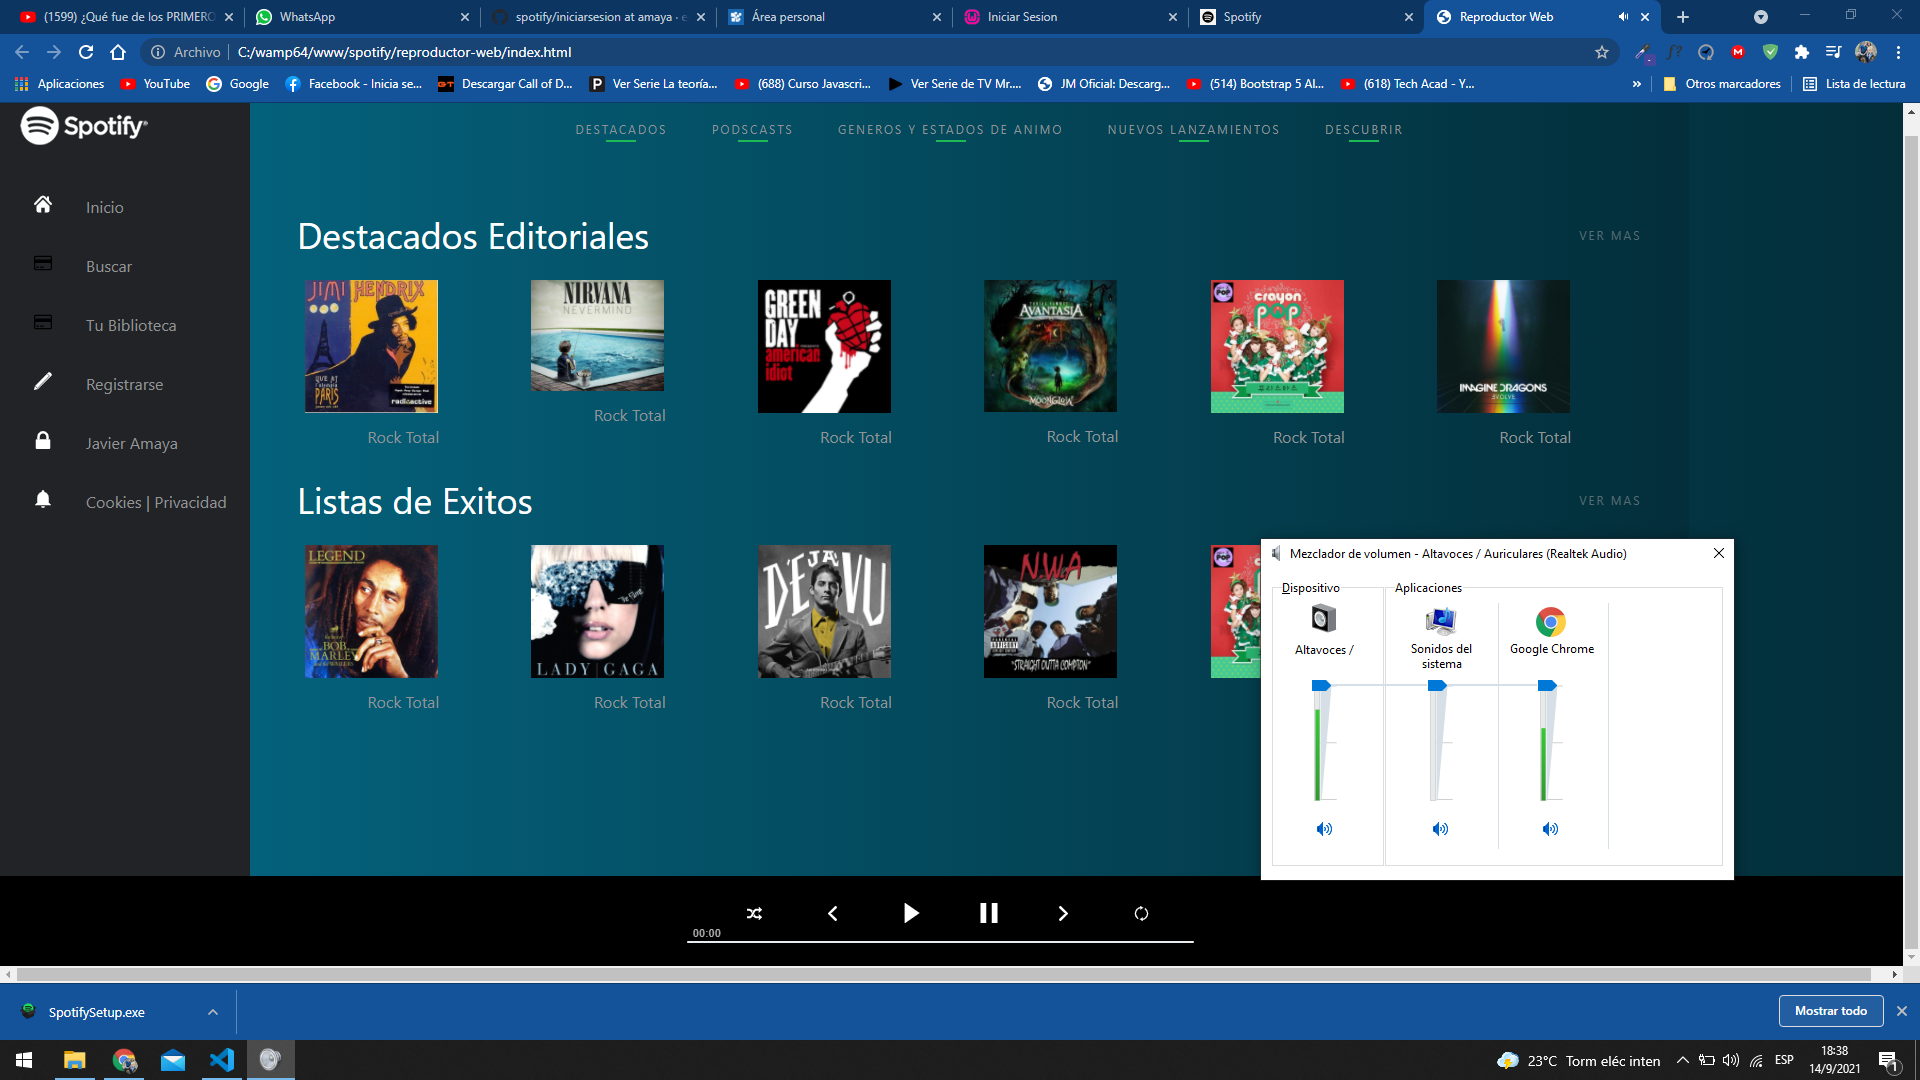 (1599) ¿Qué fue de los PRIMERO
WhatsApp
spotify/iniciarsesion at amaya · e
Área personal
Iniciar Sesion
Spotify
Reproductor Web
Archivo
C:/wamp64/www/spotify/reproductor-web/index.html
Aplicaciones
YouTube
Google
Facebook - Inicia se...
Descargar Call of D...
Ver Serie La teoría...
(688) Curso Javascri...
Ver Serie de TV Mr....
JM Oficial: Descarg...
(514) Bootstrap 5 Al...
(618) Tech Acad - Y...
»
Otros marcadores
Lista de lectura
Spotify®
DESTACADOS
PODSCASTS
GENEROS Y ESTADOS DE ANIMO
NUEVOS LANZAMIENTOS
DESCUBRIR
Inicio
Buscar
Tu Biblioteca
Registrarse
Javier Amaya
Cookies | Privacidad
Destacados Editoriales
VER MAS
JIMI HENDRIX
PARIS
radioactive
NIRVANA
NEVERMIND
GREEN
DAY
american
idiot
AVANTASIA
MOONGLOW
POP
crayon
pop
IMAGINE DRAGONS
EVOLVE
Rock Total
Rock Total
Rock Total
Rock Total
Rock Total
Rock Total
Listas de Exitos
VER MAS
LEGEND
BOB
MARLEY
LADY GAGA
DEJA VU
N.W.A
"STRAIGHT OUTTA COMPTON"
POP
Rock Total
Rock Total
Rock Total
Rock Total
Mezclador de volumen - Altavoces / Auriculares (Realtek Audio)
Dispositivo
Aplicaciones
Altavoces /
Sonidos del
sistema
Google Chrome
00:00
SpotifySetup.exe
Mostrar todo
23°C Torm eléc inten
ESP
18:38
14/9/2021
1